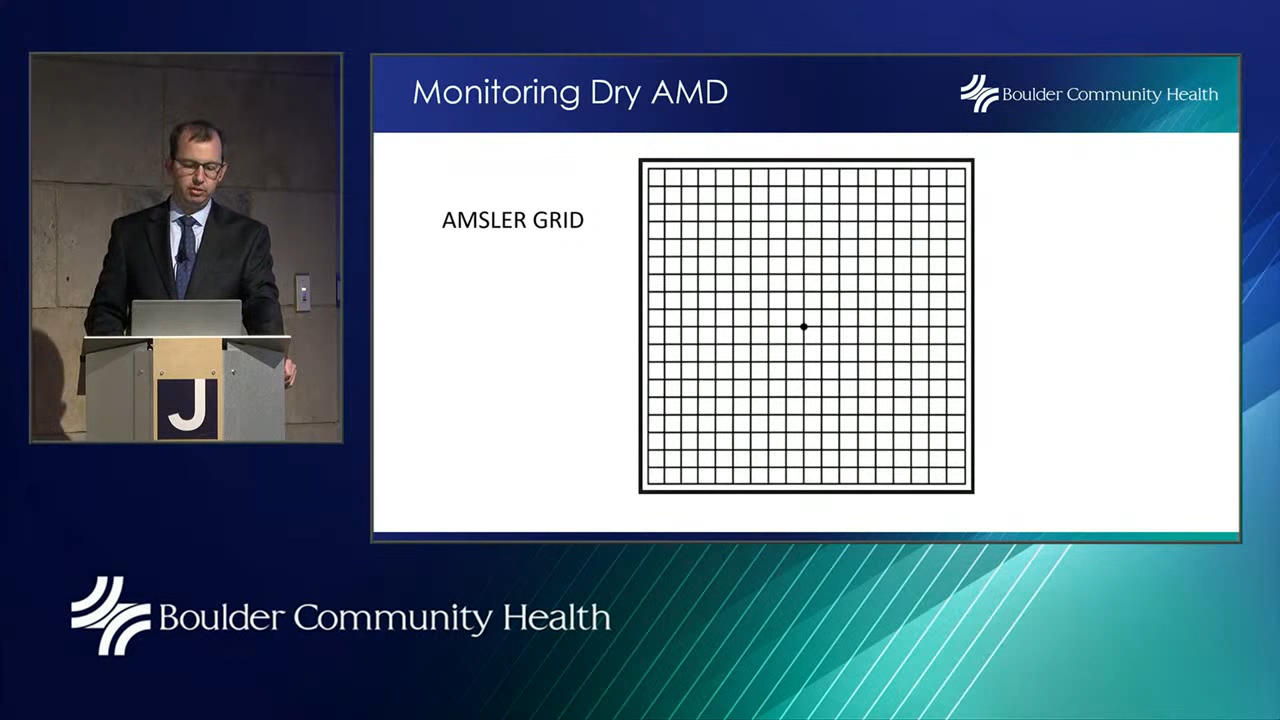 Monitoring Dry AMD
Boulder Community Health
AMSLER GRID
J
Boulder Community Health